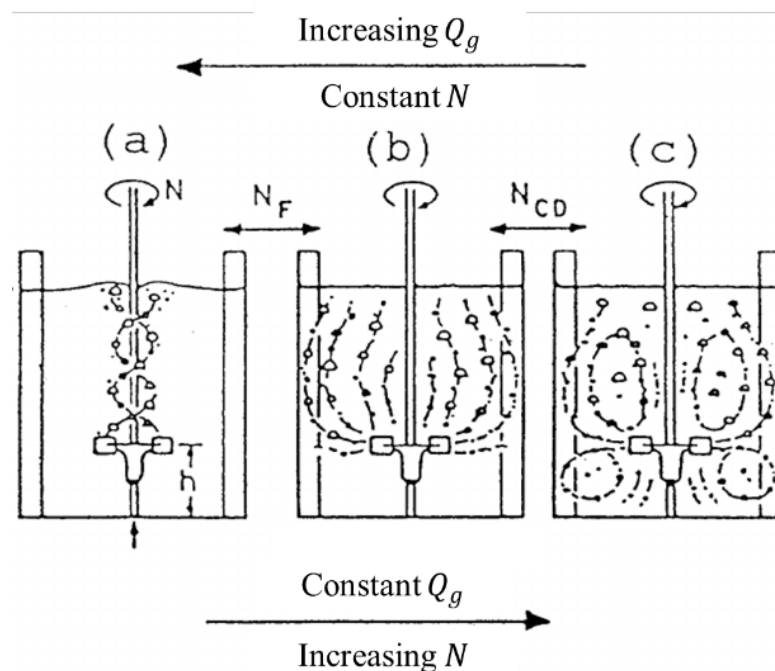 Increasing Q_g
Constant N
(a) (b) (c)
N N_F N_CD
h
Constant Q_g
Increasing N